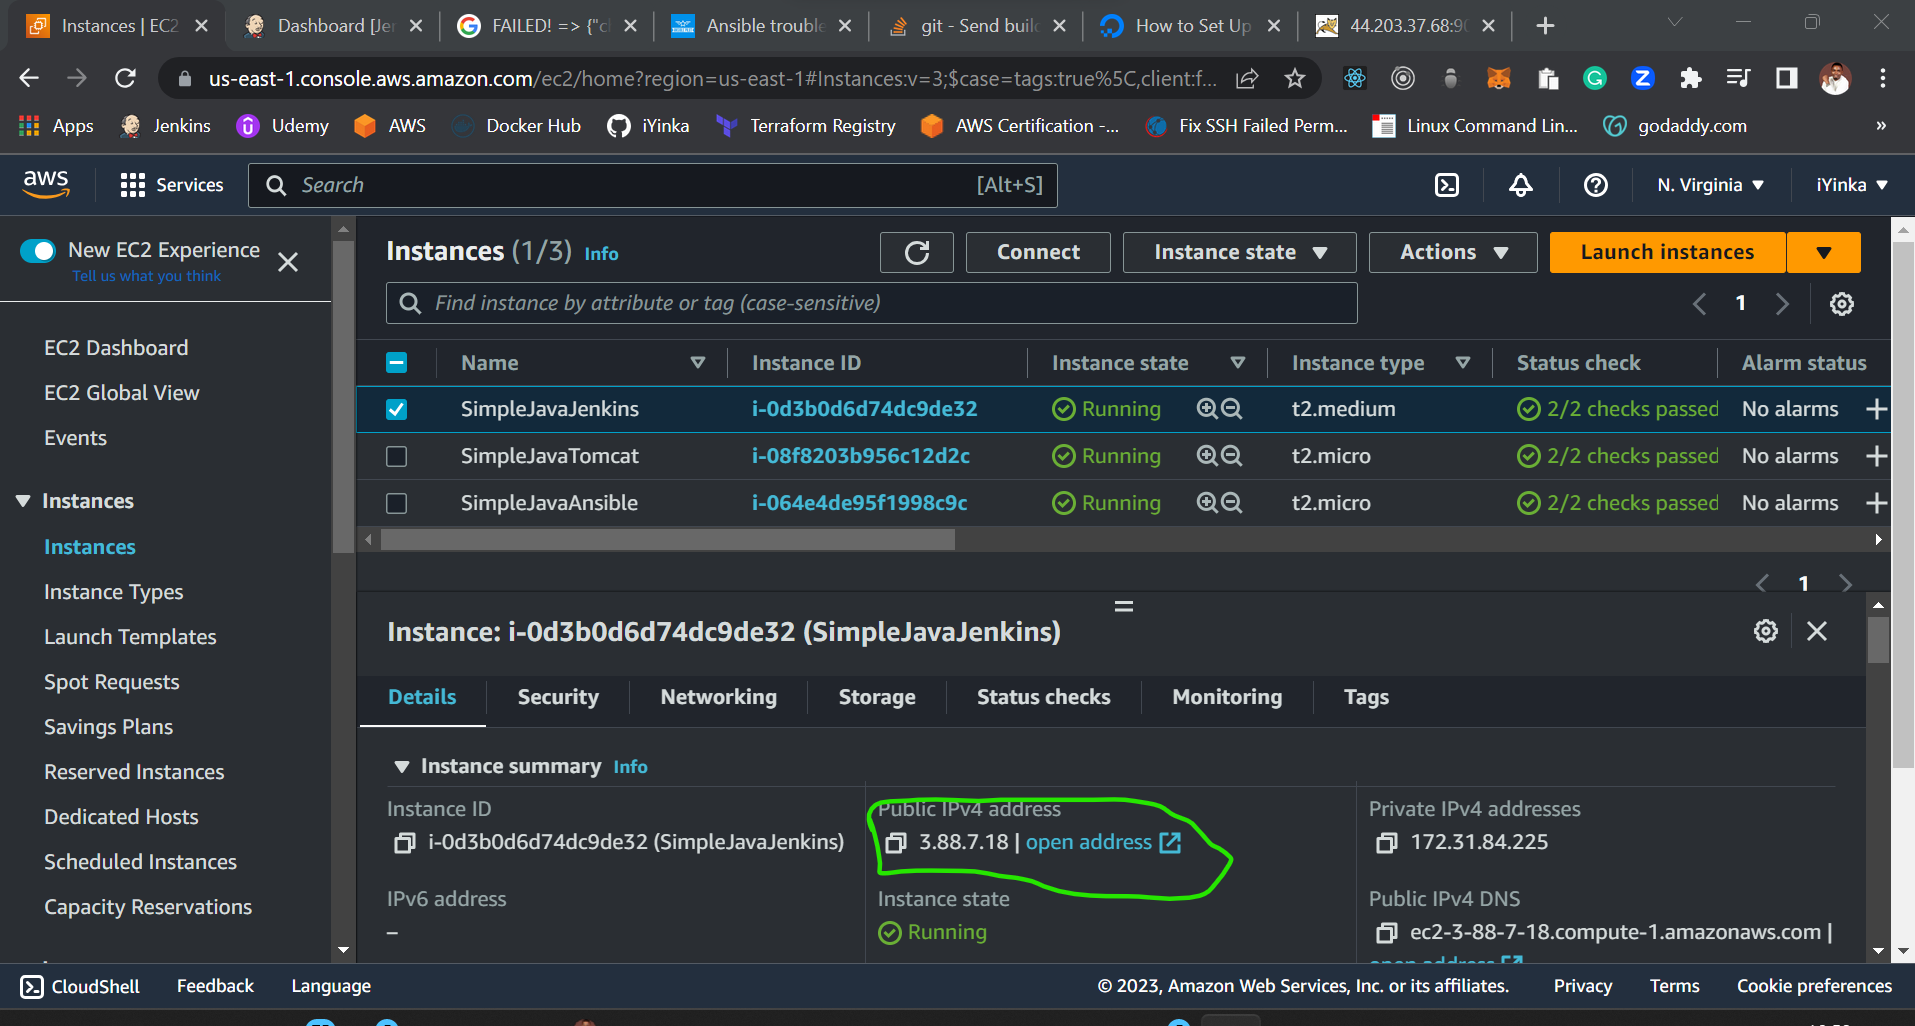 Instances | EC2
Dashboard [Jen
FAILED! => {"cl
Ansible trouble
git - Send build
How to Set Up
44.203.37.68:90
us-east-1.console.aws.amazon.com/ec2/home?region=us-east-1#Instances:v=3;$case=tags:true%5C,client:f...
Apps
Jenkins
Udemy
AWS
Docker Hub
iYinka
Terraform Registry
AWS Certification -...
Fix SSH Failed Perm...
Linux Command Lin...
godaddy.com
»
aws
Services
Search
[Alt+S]
N. Virginia
iYinka
New EC2 Experience
Tell us what you think
EC2 Dashboard
EC2 Global View
Events
Instances
Instances
Instance Types
Launch Templates
Spot Requests
Savings Plans
Reserved Instances
Dedicated Hosts
Scheduled Instances
Capacity Reservations
Instances (1/3) Info
Connect
Instance state
Actions
Launch instances
Find instance by attribute or tag (case-sensitive)
1
Name Instance ID Instance state Instance type Status check Alarm status
SimpleJavaJenkins i-0d3b0d6d74dc9de32 Running t2.medium 2/2 checks passed No alarms
SimpleJavaTomcat i-08f8203b956c12d2c Running t2.micro 2/2 checks passed No alarms
SimpleJavaAnsible i-064e4de95f1998c9c Running t2.micro 2/2 checks passed No alarms
1
Instance: i-0d3b0d6d74dc9de32 (SimpleJavaJenkins)
Details Security Networking Storage Status checks Monitoring Tags
Instance summary Info
Instance ID
i-0d3b0d6d74dc9de32 (SimpleJavaJenkins)
Public IPv4 address
3.88.7.18 | open address
Private IPv4 addresses
172.31.84.225
IPv6 address
–
Instance state
Running
Public IPv4 DNS
ec2-3-88-7-18.compute-1.amazonaws.com |
open address
CloudShell
Feedback
Language
© 2023, Amazon Web Services, Inc. or its affiliates.
Privacy
Terms
Cookie preferences